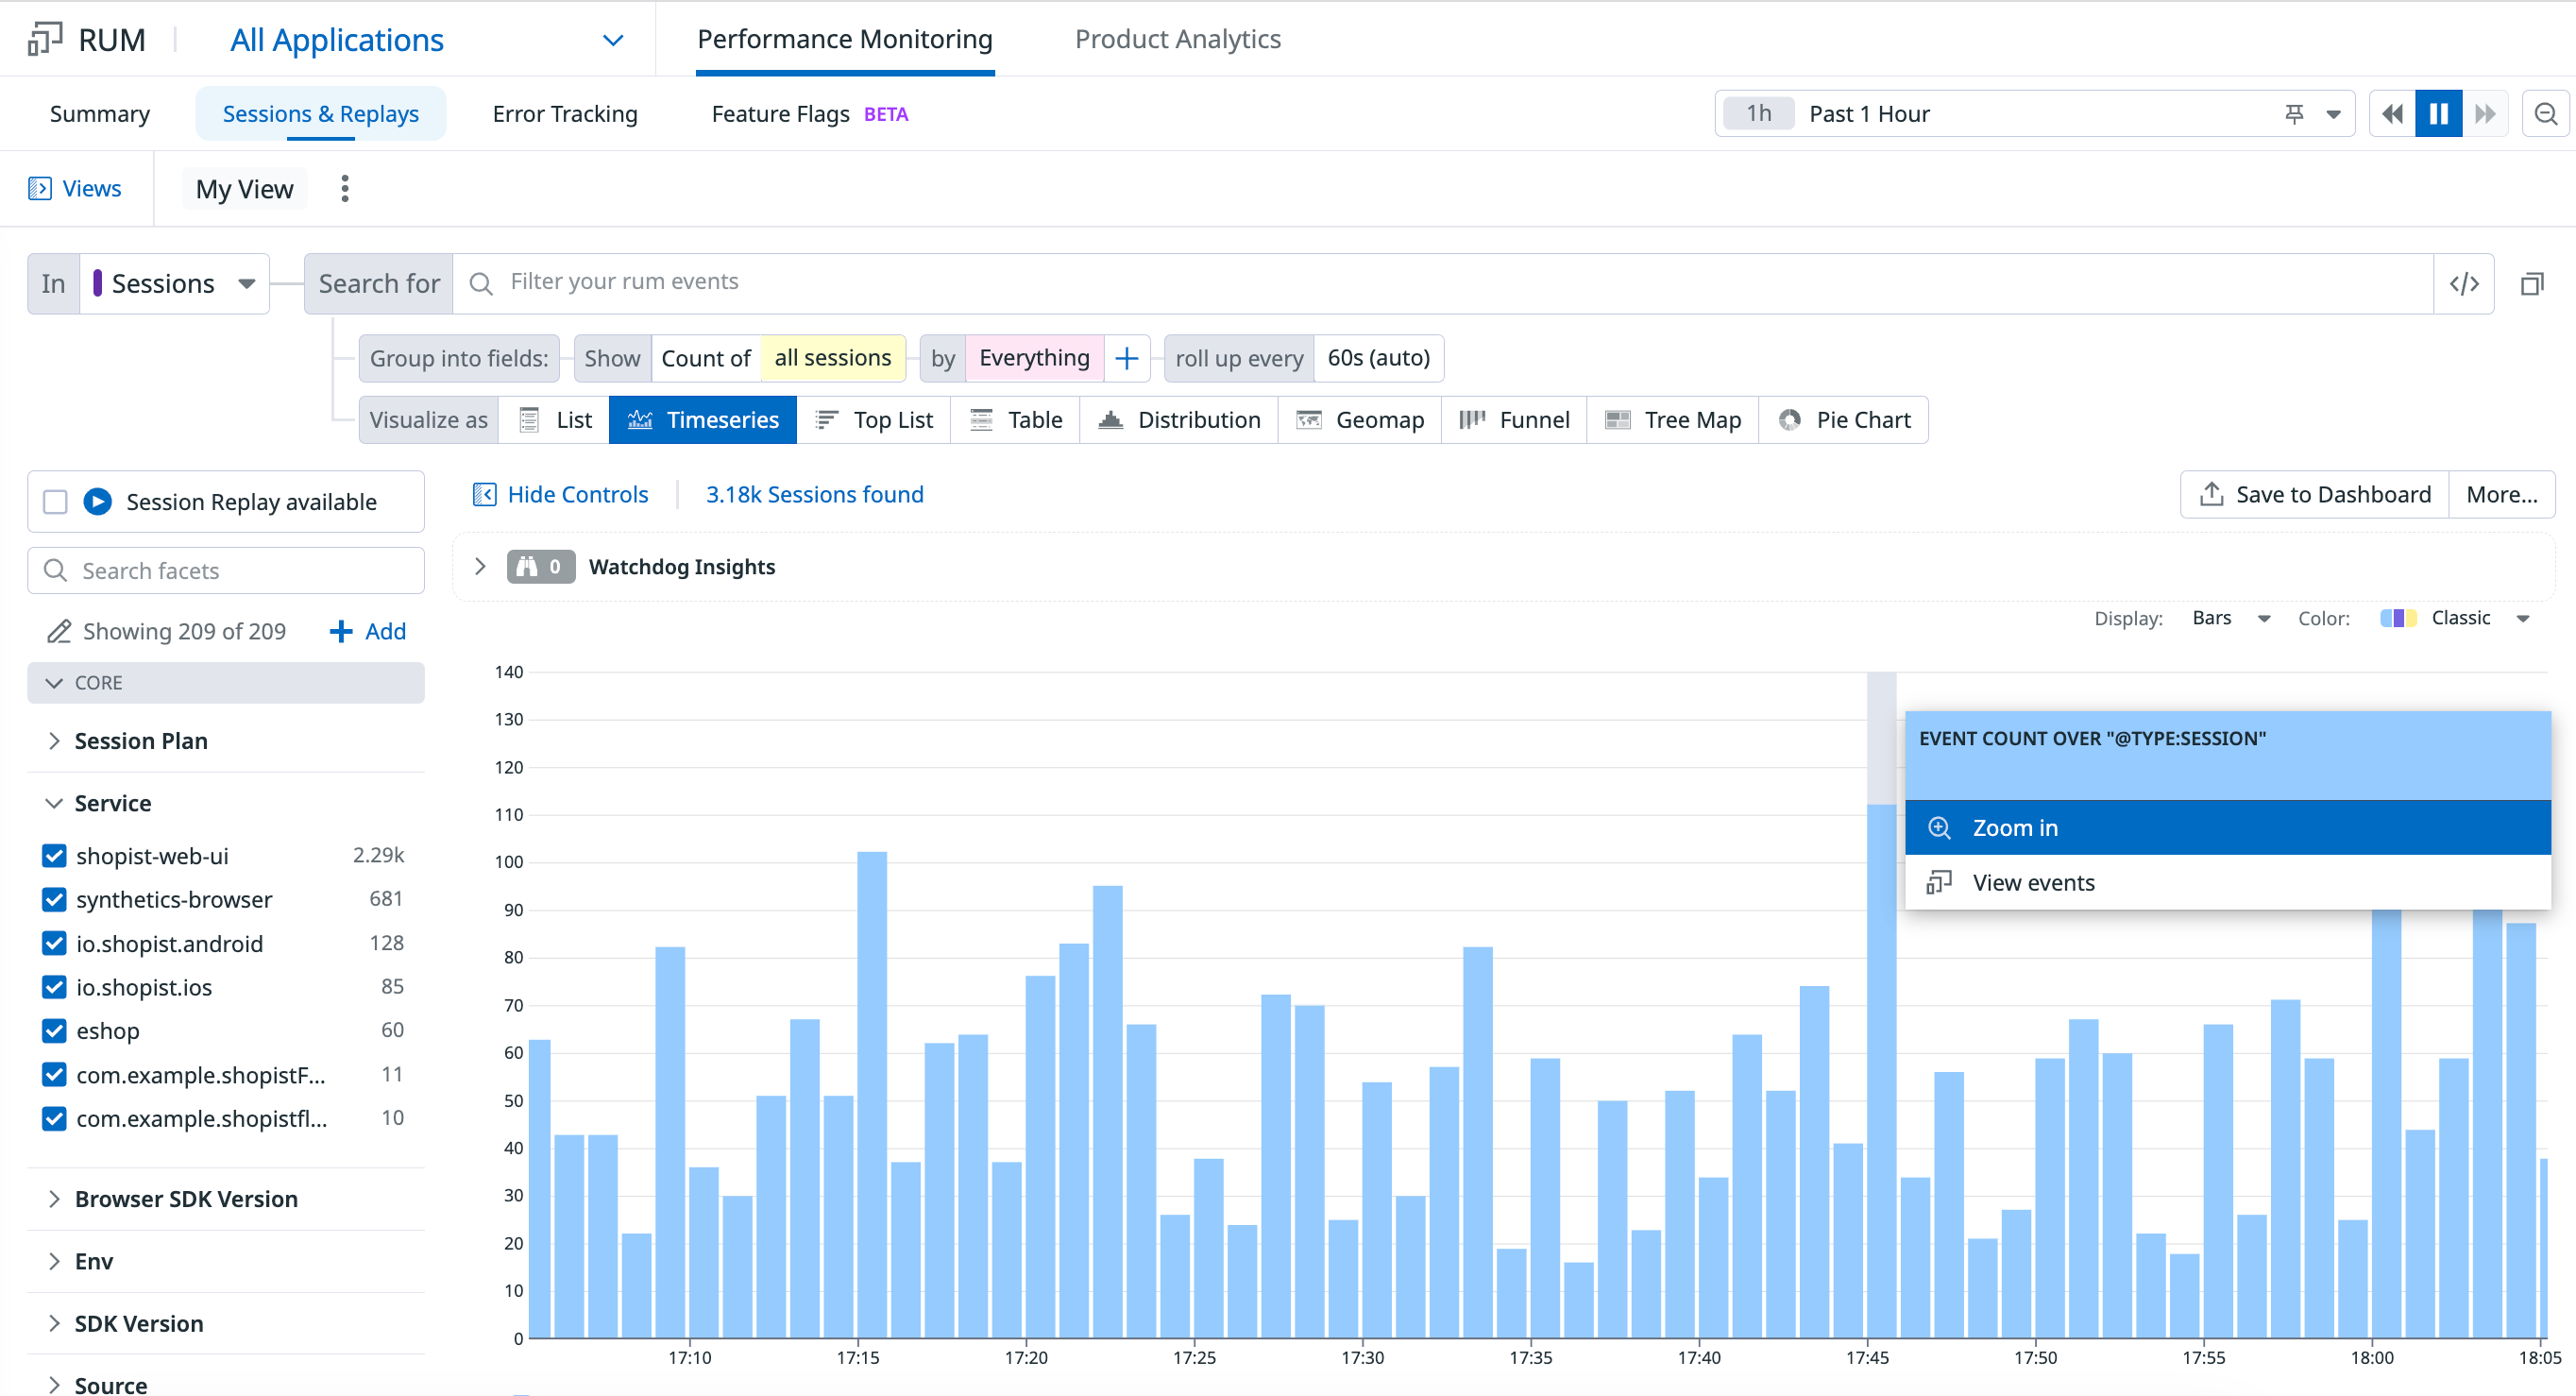 RUM All Applications Performance Monitoring Product Analytics
Summary Sessions & Replays Error Tracking Feature Flags BETA 1h Past 1 Hour
Views My View
In Sessions Search for Filter your rum events </>
Group into fields: Show Count of all sessions by Everything + roll up every 60s (auto)
Visualize as List Timeseries Top List Table Distribution Geomap Funnel Tree Map Pie Chart
Session Replay available
Hide Controls 3.18k Sessions found Save to Dashboard More...
Search facets
0 Watchdog Insights
Showing 209 of 209 + Add
Display: Bars Color: Classic
CORE
Session Plan
Service
shopist-web-ui 2.29k
synthetics-browser 681
io.shopist.android 128
io.shopist.ios 85
eshop 60
com.example.shopistF... 11
com.example.shopistfl... 10
Browser SDK Version
Env
SDK Version
Source
140
130
120
110
100
90
80
70
60
50
40
30
20
10
0
EVENT COUNT OVER "@TYPE:SESSION"
Zoom in
View events
17:10 17:15 17:20 17:25 17:30 17:35 17:40 17:45 17:50 17:55 18:00 18:05